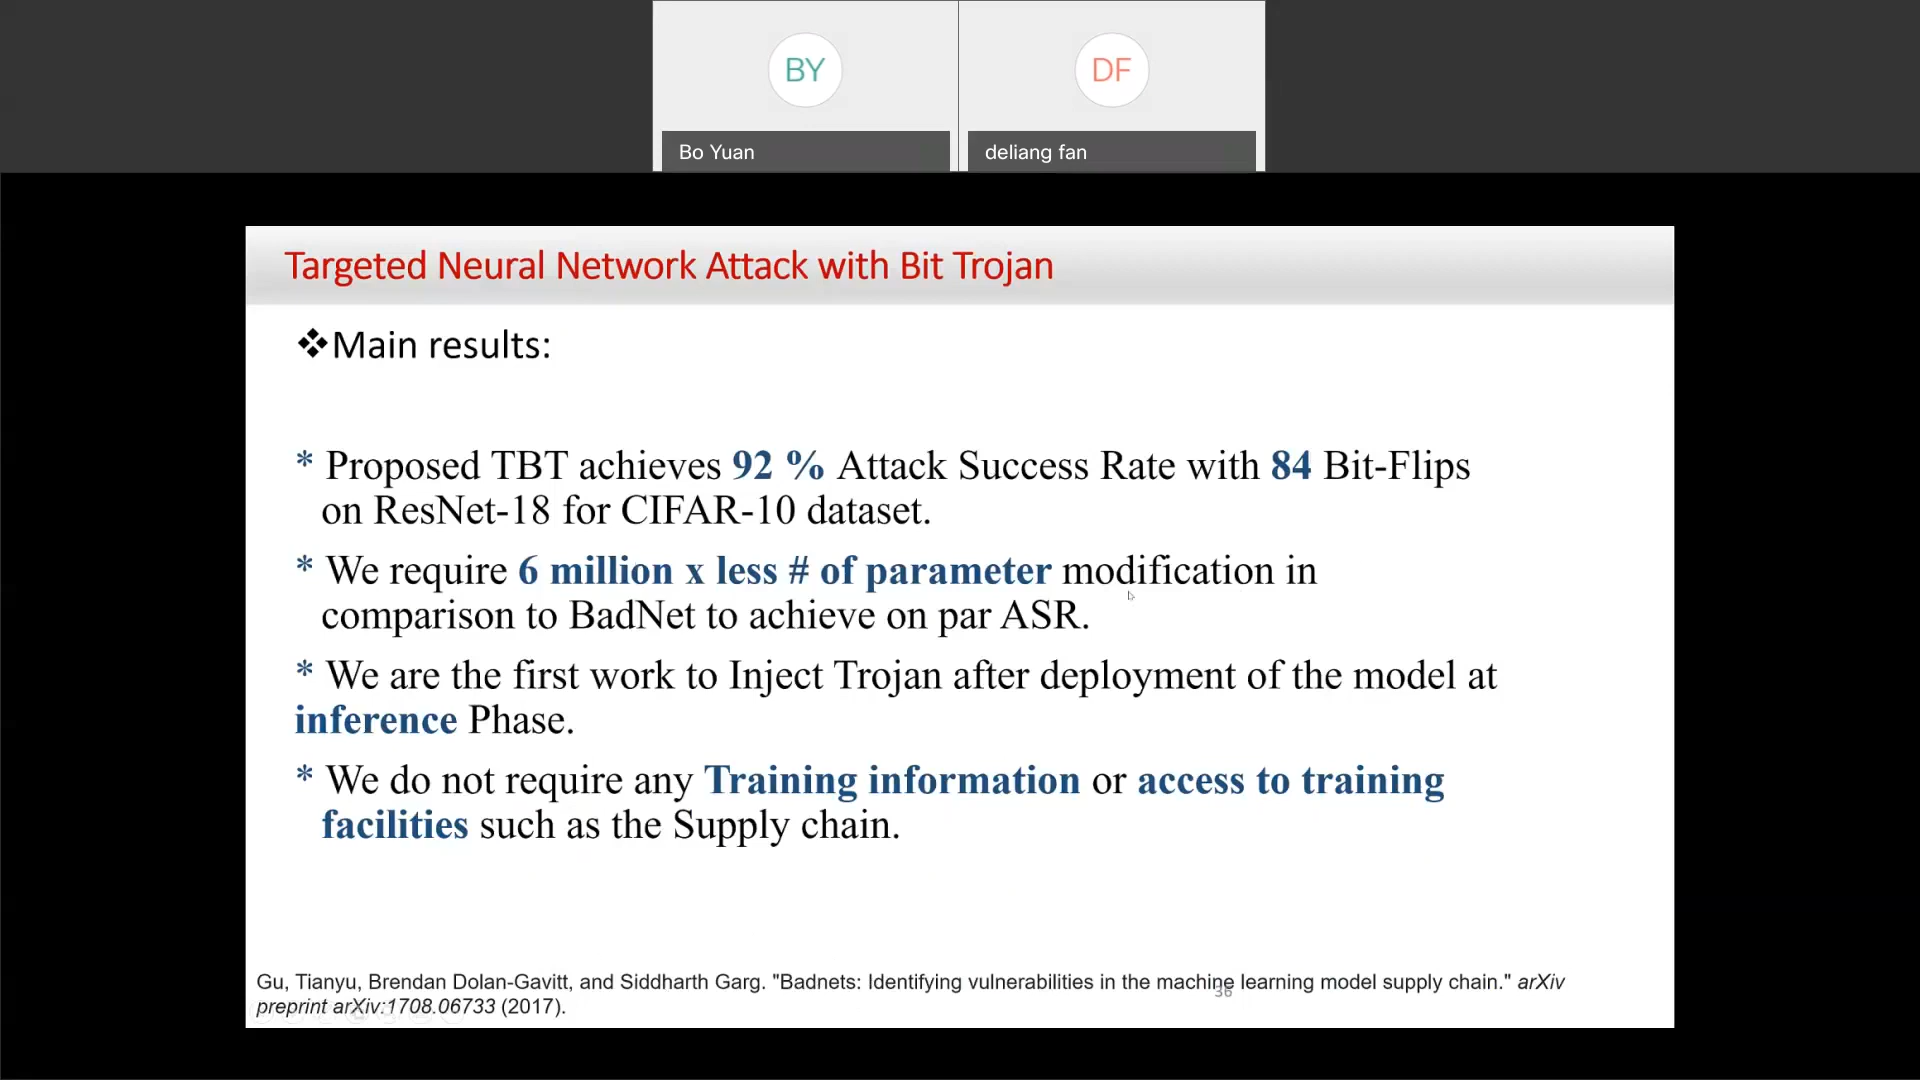 BY
DF
Bo Yuan
deliang fan
Targeted Neural Network Attack with Bit Trojan
❖Main results:
* Proposed TBT achieves 92 % Attack Success Rate with 84 Bit-Flips
on ResNet-18 for CIFAR-10 dataset.
* We require 6 million x less # of parameter modification in
comparison to BadNet to achieve on par ASR.
* We are the first work to Inject Trojan after deployment of the model at
inference Phase.
* We do not require any Training information or access to training
facilities such as the Supply chain.
Gu, Tianyu, Brendan Dolan-Gavitt, and Siddharth Garg. "Badnets: Identifying vulnerabilities in the machine learning model supply chain." arXiv
preprint arXiv:1708.06733 (2017).
36